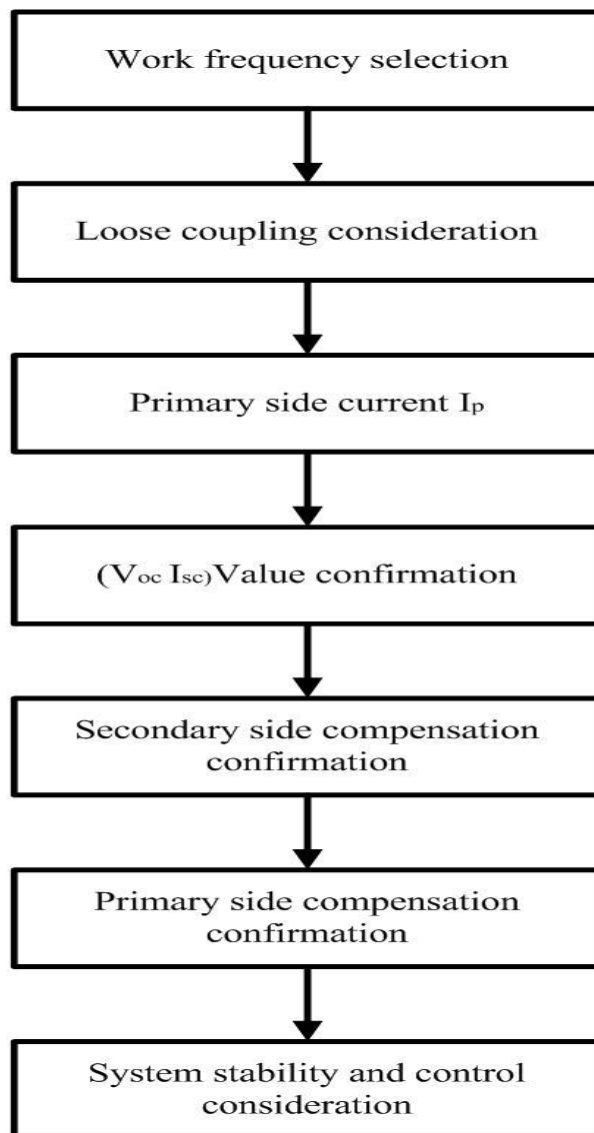 Work frequency selection
Loose coupling consideration
Primary side current Ip
(Voc Isc)Value confirmation
Secondary side compensation
confirmation
Primary side compensation
confirmation
System stability and control
consideration